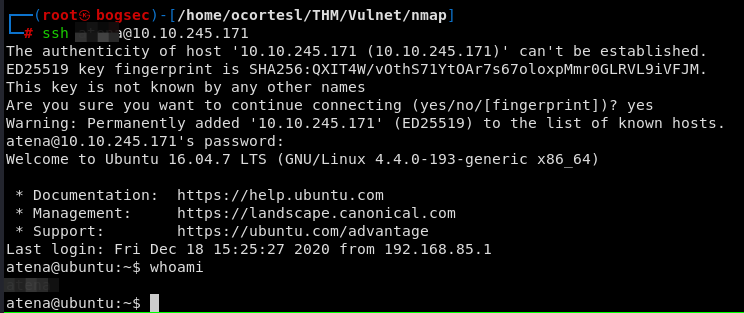 (root㉿bogsec)-[/home/ocortesl/THM/Vulnet/nmap]
# ssh a@10.10.245.171
The authenticity of host '10.10.245.171 (10.10.245.171)' can't be established.
ED25519 key fingerprint is SHA256:QXIT4W/vOthS71YtOAr7s67oloxpMmr0GLRVL9iVFJM.
This key is not known by any other names
Are you sure you want to continue connecting (yes/no/[fingerprint])? yes
Warning: Permanently added '10.10.245.171' (ED25519) to the list of known hosts.
atena@10.10.245.171's password:
Welcome to Ubuntu 16.04.7 LTS (GNU/Linux 4.4.0-193-generic x86_64)
* Documentation:  https://help.ubuntu.com
* Management:     https://landscape.canonical.com
* Support:        https://ubuntu.com/advantage
Last login: Fri Dec 18 15:25:27 2020 from 192.168.85.1
atena@ubuntu:~$ whoami
atena@ubuntu:~$